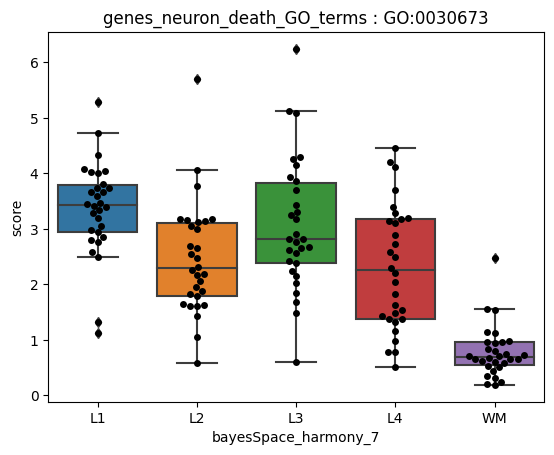 genes_neuron_death_GO_terms : GO:0030673
6
5
4
3
2
1
0
score
L1 L2 L3 L4 WM
bayesSpace_harmony_7